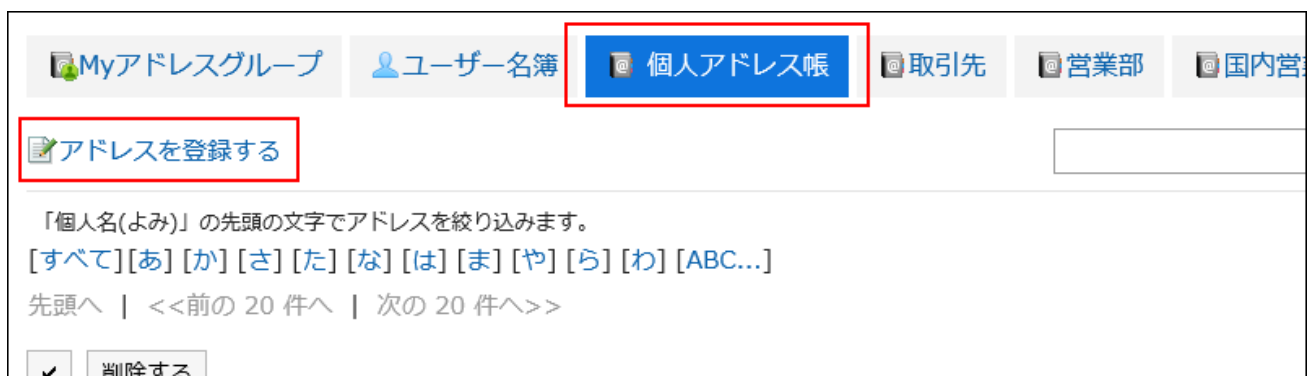 Myアドレスグループ ユーザー名簿 個人アドレス帳 取引先 営業部 国内営
アドレスを登録する
「個人名(よみ)」の先頭の文字でアドレスを絞り込みます。
[すべて][あ] [か] [さ] [た] [な] [は] [ま] [や] [ら] [わ] [ABC...]
先頭へ | <<前の 20 件へ | 次の 20 件へ>>
削除する